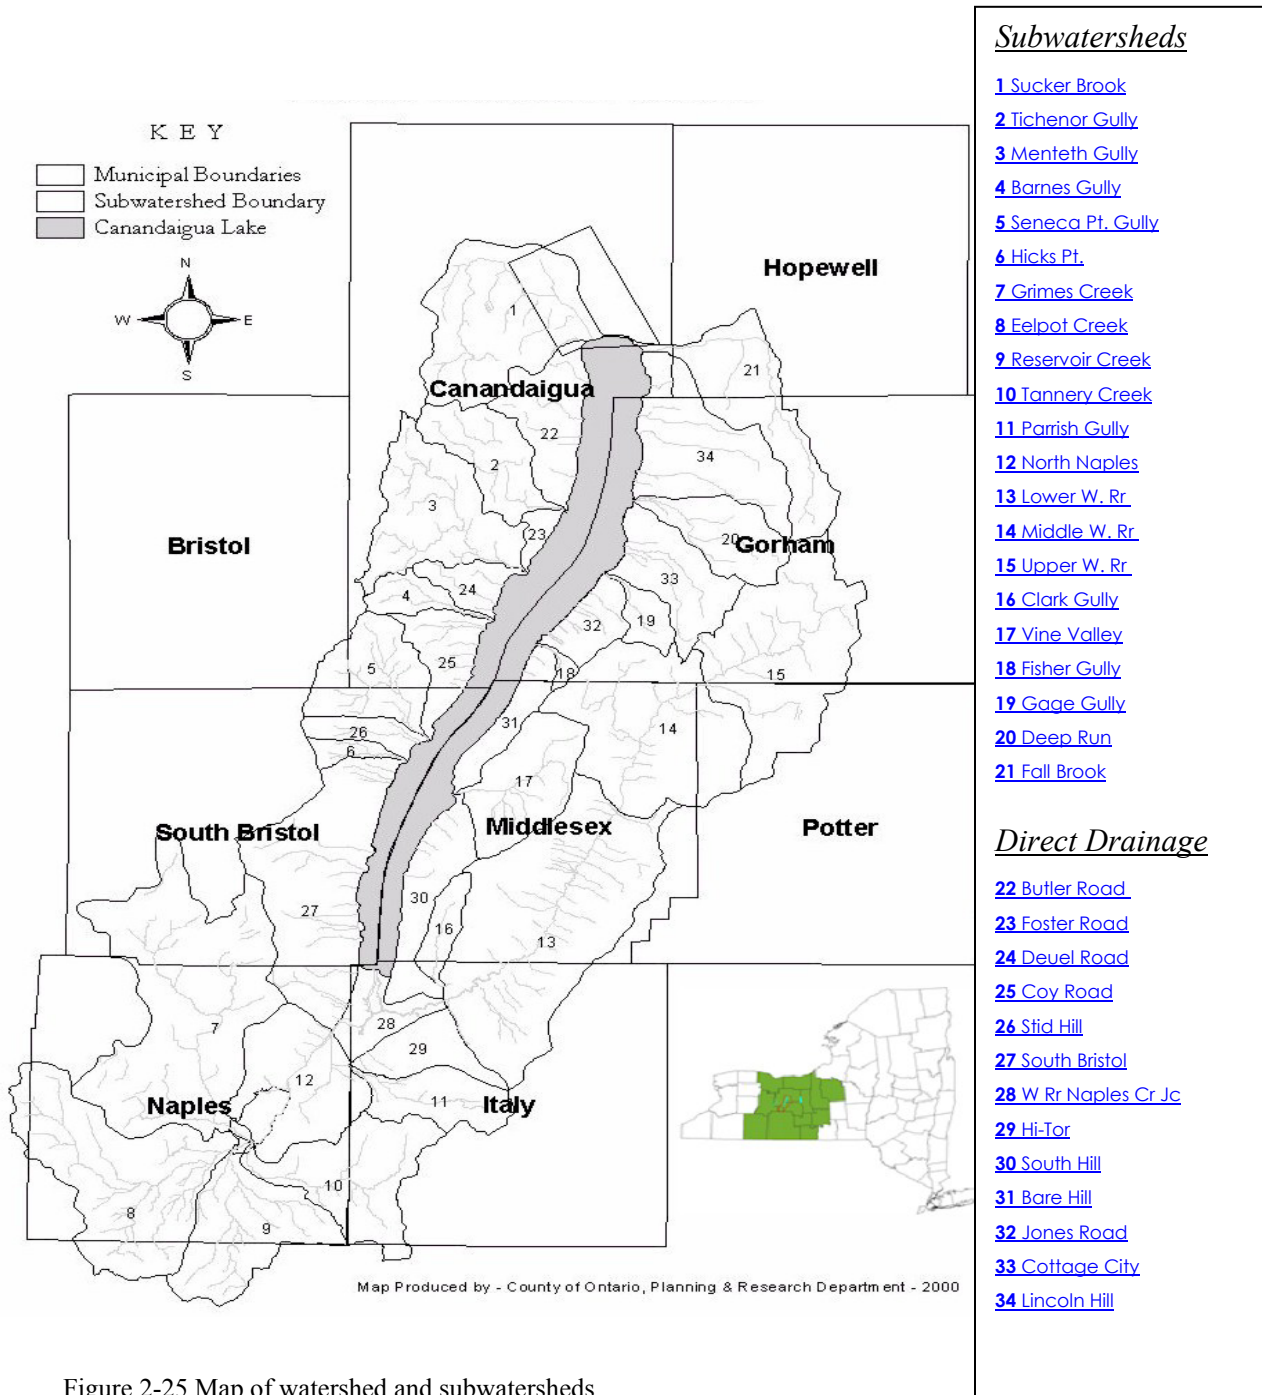 K E Y
Municipal Boundaries
Subwatershed Boundary
Canandaigua Lake
N
W E
S
Hopewell
1
21
Canandaigua
22
34
2
3
23
20
Bristol
Gorham
33
24
4
19
32
25
5
18
15
31
14
26
6
17
South Bristol
Middlesex
Potter
30
27
16
13
28
7
29
12
Naples
11
Italy
10
8
9
Map Produced by - County of Ontario, Planning & Research Department - 2000
Figure 2-25 Map of watershed and subwatersheds
Subwatersheds
1 Sucker Brook
2 Tichenor Gully
3 Menteth Gully
4 Barnes Gully
5 Seneca Pt. Gully
6 Hicks Pt.
7 Grimes Creek
8 Eelpot Creek
9 Reservoir Creek
10 Tannery Creek
11 Parrish Gully
12 North Naples
13 Lower W. Rr
14 Middle W. Rr
15 Upper W. Rr
16 Clark Gully
17 Vine Valley
18 Fisher Gully
19 Gage Gully
20 Deep Run
21 Fall Brook
Direct Drainage
22 Butler Road
23 Foster Road
24 Deuel Road
25 Coy Road
26 Stid Hill
27 South Bristol
28 W Rr Naples Cr Jc
29 Hi-Tor
30 South Hill
31 Bare Hill
32 Jones Road
33 Cottage City
34 Lincoln Hill